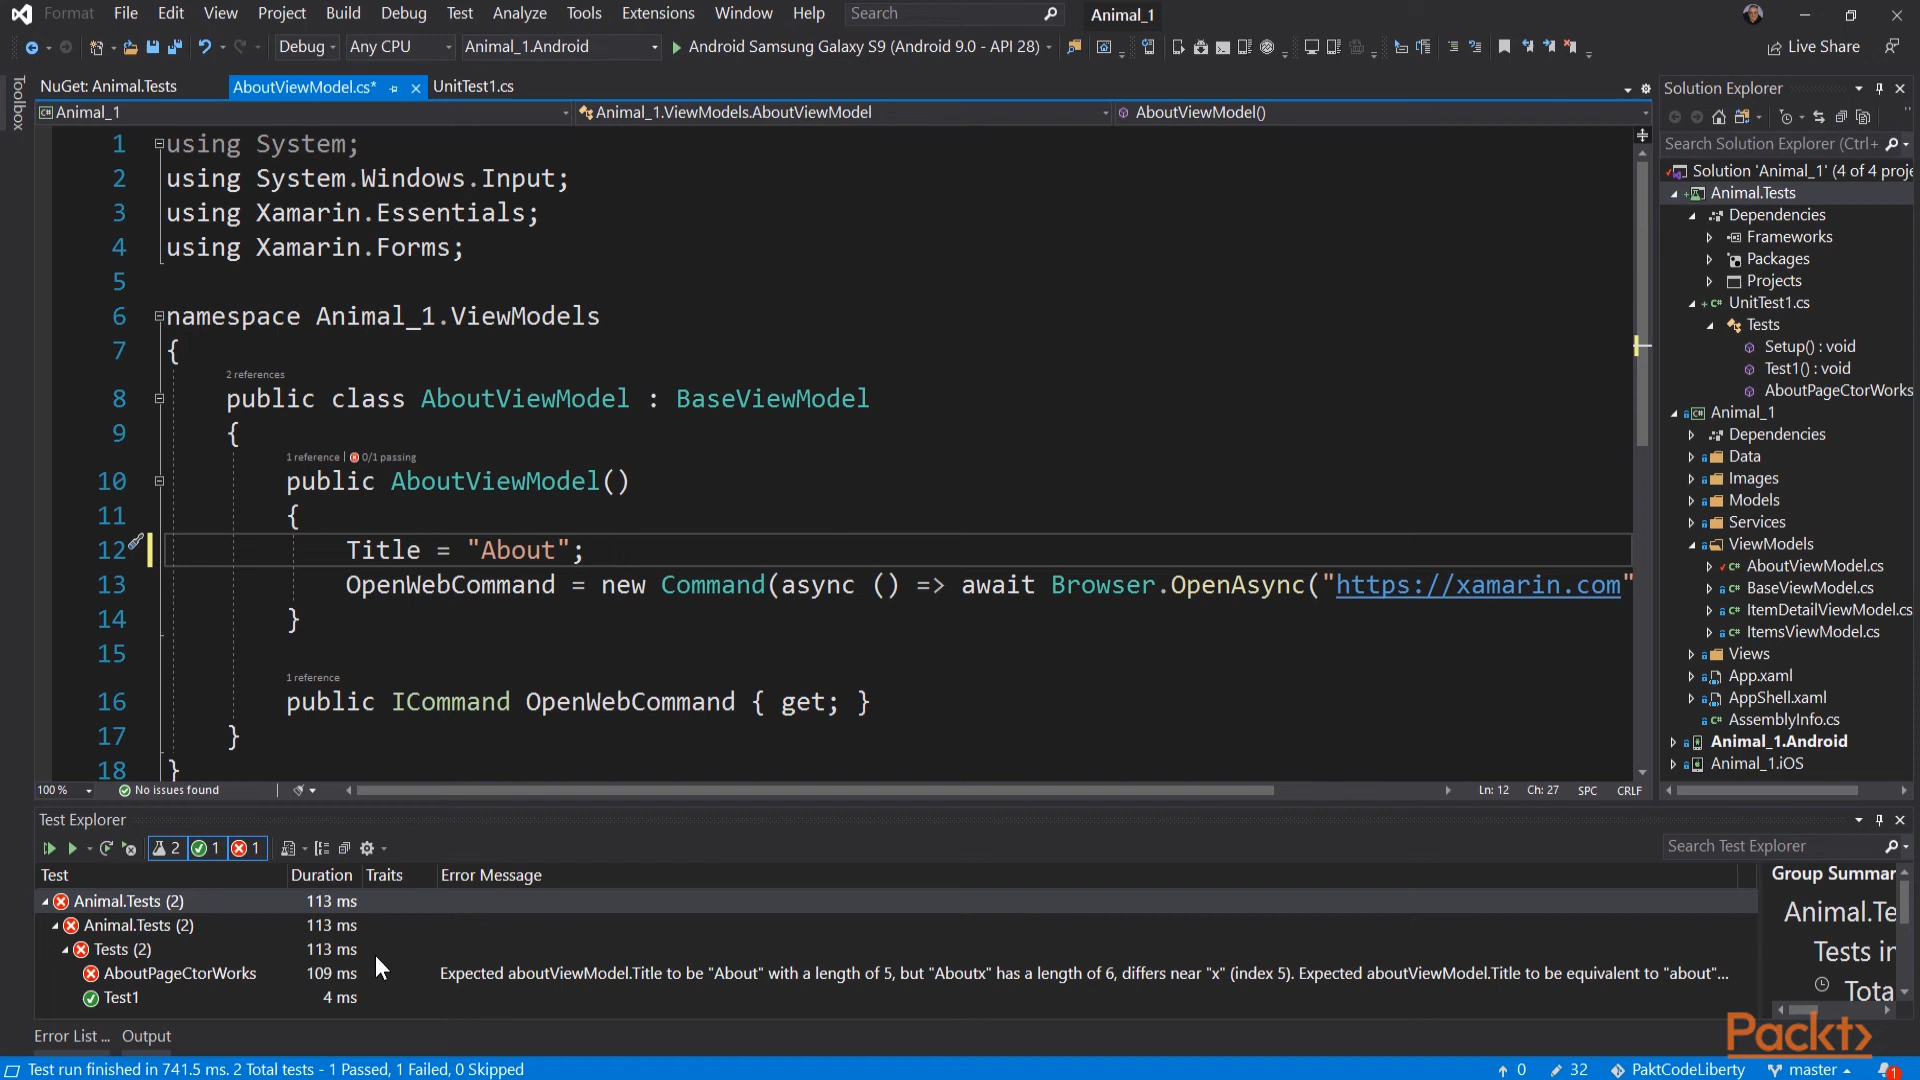 Format File Edit View Project Build Debug Test Analyze Tools Extensions Window Help Search Animal_1
Debug Any CPU Animal_1.Android Android Samsung Galaxy S9 (Android 9.0 - API 28) Live Share
Toolbox
NuGet: Animal.Tests AboutViewModel.cs* UnitTest1.cs
Animal_1 Animal_1.ViewModels.AboutViewModel AboutViewModel()
1 using System;
2 using System.Windows.Input;
3 using Xamarin.Essentials;
4 using Xamarin.Forms;
5
6 namespace Animal_1.ViewModels
7 {
2 references
8 public class AboutViewModel : BaseViewModel
9 {
1 reference | 0/1 passing
10 public AboutViewModel()
11 {
12 Title = "About";
13 OpenWebCommand = new Command(async () => await Browser.OpenAsync("https://xamarin.com"
14 }
15
1 reference
16 public ICommand OpenWebCommand { get; }
17 }
18 }
100 % No issues found Ln: 12 Ch: 27 SPC CRLF
Solution Explorer
Search Solution Explorer (Ctrl+
Solution 'Animal_1' (4 of 4 proje
Animal.Tests
Dependencies
Frameworks
Packages
Projects
UnitTest1.cs
Tests
Setup() : void
Test1() : void
AboutPageCtorWorks
Animal_1
Dependencies
Data
Images
Models
Services
ViewModels
AboutViewModel.cs
BaseViewModel.cs
ItemDetailViewModel.cs
ItemsViewModel.cs
Views
App.xaml
AppShell.xaml
AssemblyInfo.cs
Animal_1.Android
Animal_1.iOS
Test Explorer
2 1 1 Search Test Explorer
Test Duration Traits Error Message
Animal.Tests (2) 113 ms
Animal.Tests (2) 113 ms
Tests (2) 113 ms
AboutPageCtorWorks 109 ms Expected aboutViewModel.Title to be "About" with a length of 5, but "Aboutx" has a length of 6, differs near "x" (index 5). Expected aboutViewModel.Title to be equivalent to "about"...
Test1 4 ms
Group Summar
Animal.Te
Tests in
Tota
Packt>
Error List ... Output
Test run finished in 741.5 ms. 2 Total tests - 1 Passed, 1 Failed, 0 Skipped 0 32 PaktCodeLiberty master 1